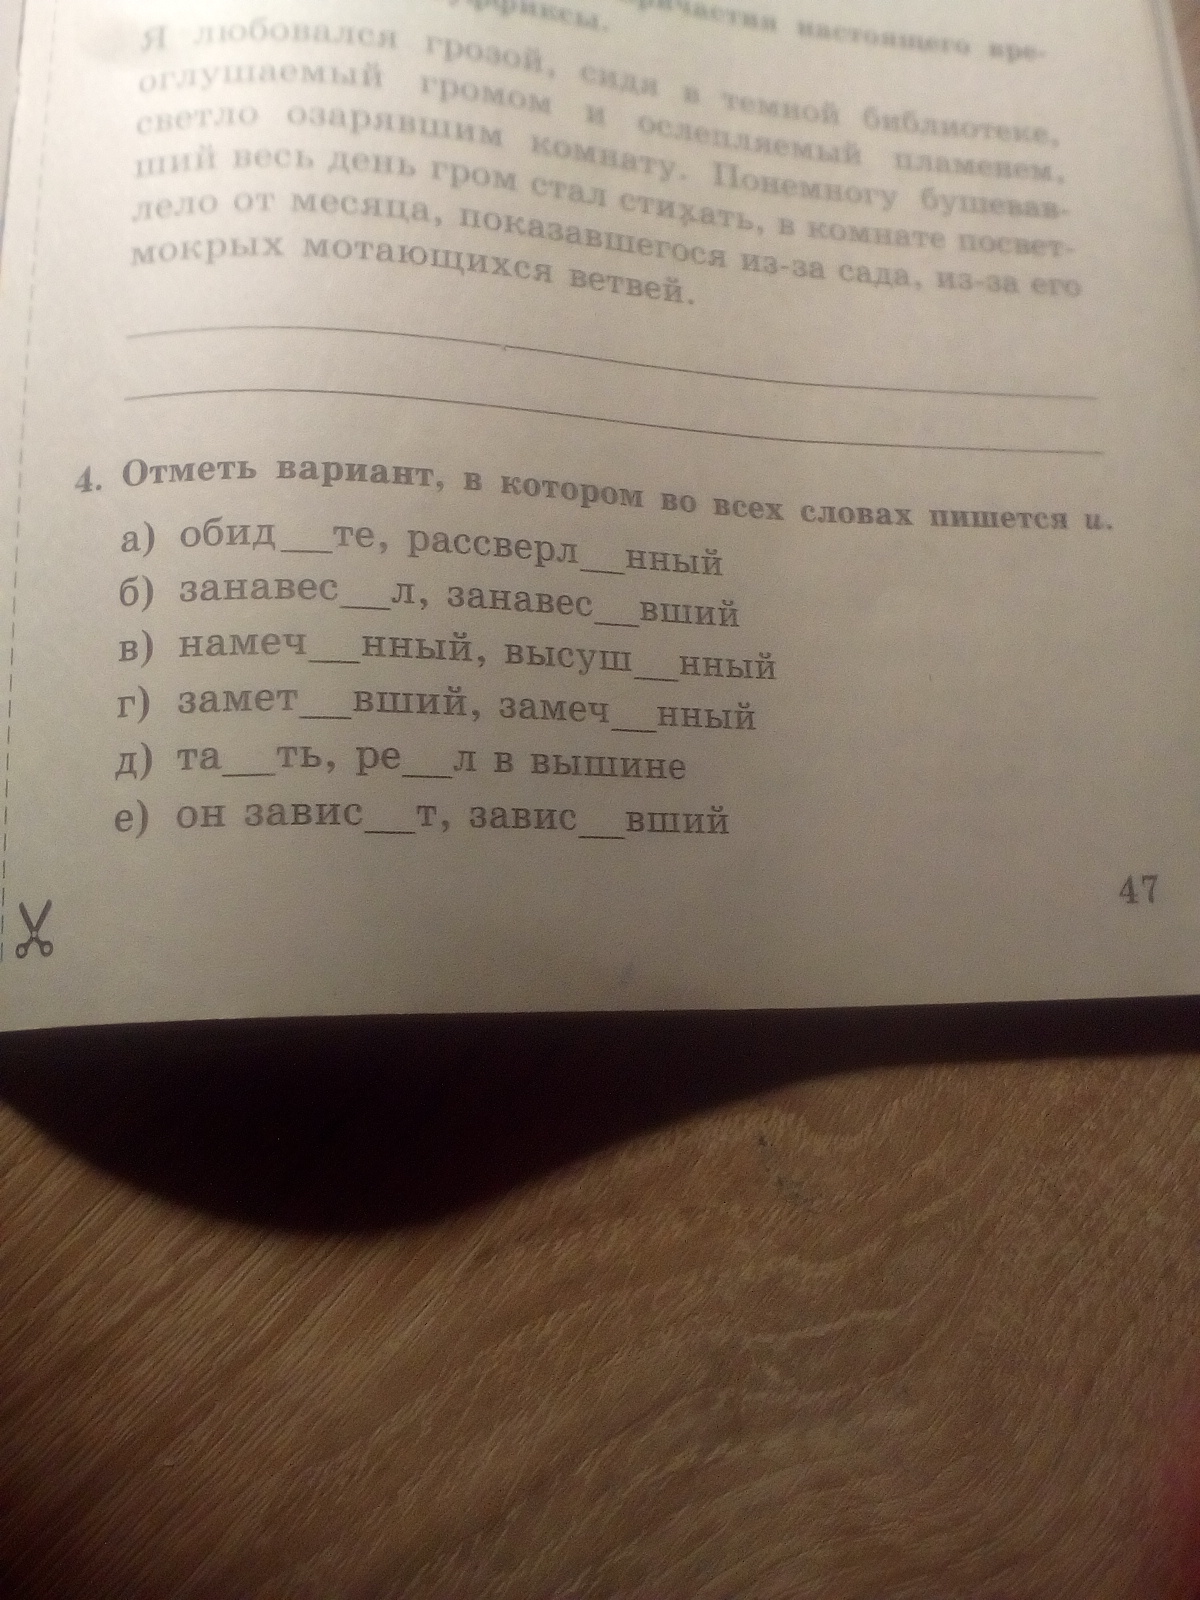 настоящего вре-
суффиксы.
Я любовался грозой, сидя в темной библиотеке,
оглушаемый громом и ослепляемый пламенем,
светло озарявшим комнату. Понемногу бушевав-
ший весь день гром стал стихать, в комнате посвет-
лело от месяца, показавшегося из-за сада, из-за его
мокрых мотающихся ветвей.
4. Отметь вариант, в котором во всех словах пишется и.
а) обид__те, рассверл__нный
б) занавес__л, занавес__вший
в) намеч__нный, высуш__нный
г) замет__вший, замеч__нный
д) та__ть, ре__л в вышине
е) он завис__т, завис__вший
47